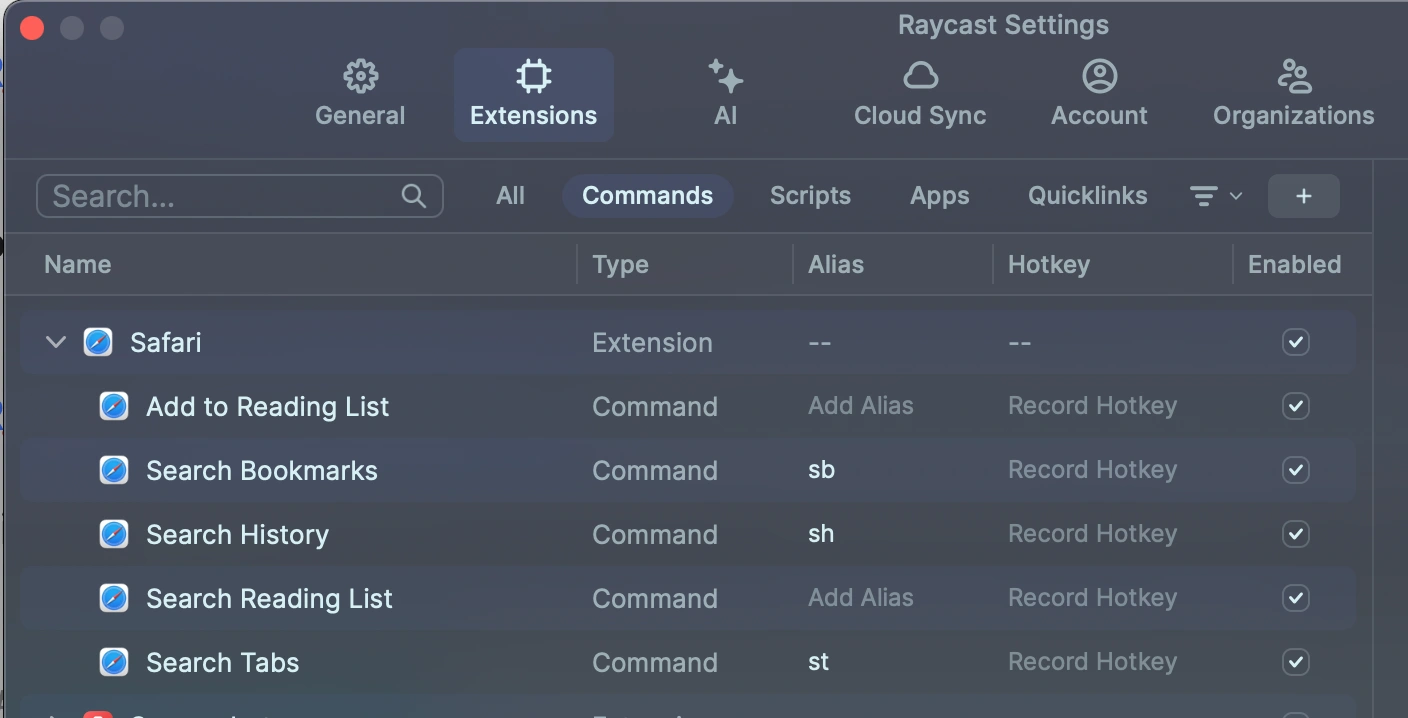 Raycast Settings
General Extensions AI Cloud Sync Account Organizations
Search... All Commands Scripts Apps Quicklinks +
Name Type Alias Hotkey Enabled
Safari Extension -- --
Add to Reading List Command Add Alias Record Hotkey
Search Bookmarks Command sb Record Hotkey
Search History Command sh Record Hotkey
Search Reading List Command Add Alias Record Hotkey
Search Tabs Command st Record Hotkey